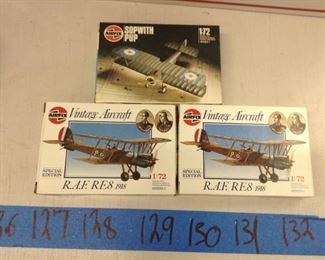 AIRFIX
SOPWITH
PUP
1·72
AIRFIX
Vintage Aircraft
SPECIAL
EDITION
R.A.F. RE8 1918
1/72
AIRFIX
Vintage Aircraft
SPECIAL
EDITION
R.A.F. RE8 1918
1/72
26 127 128 129 130 131 132